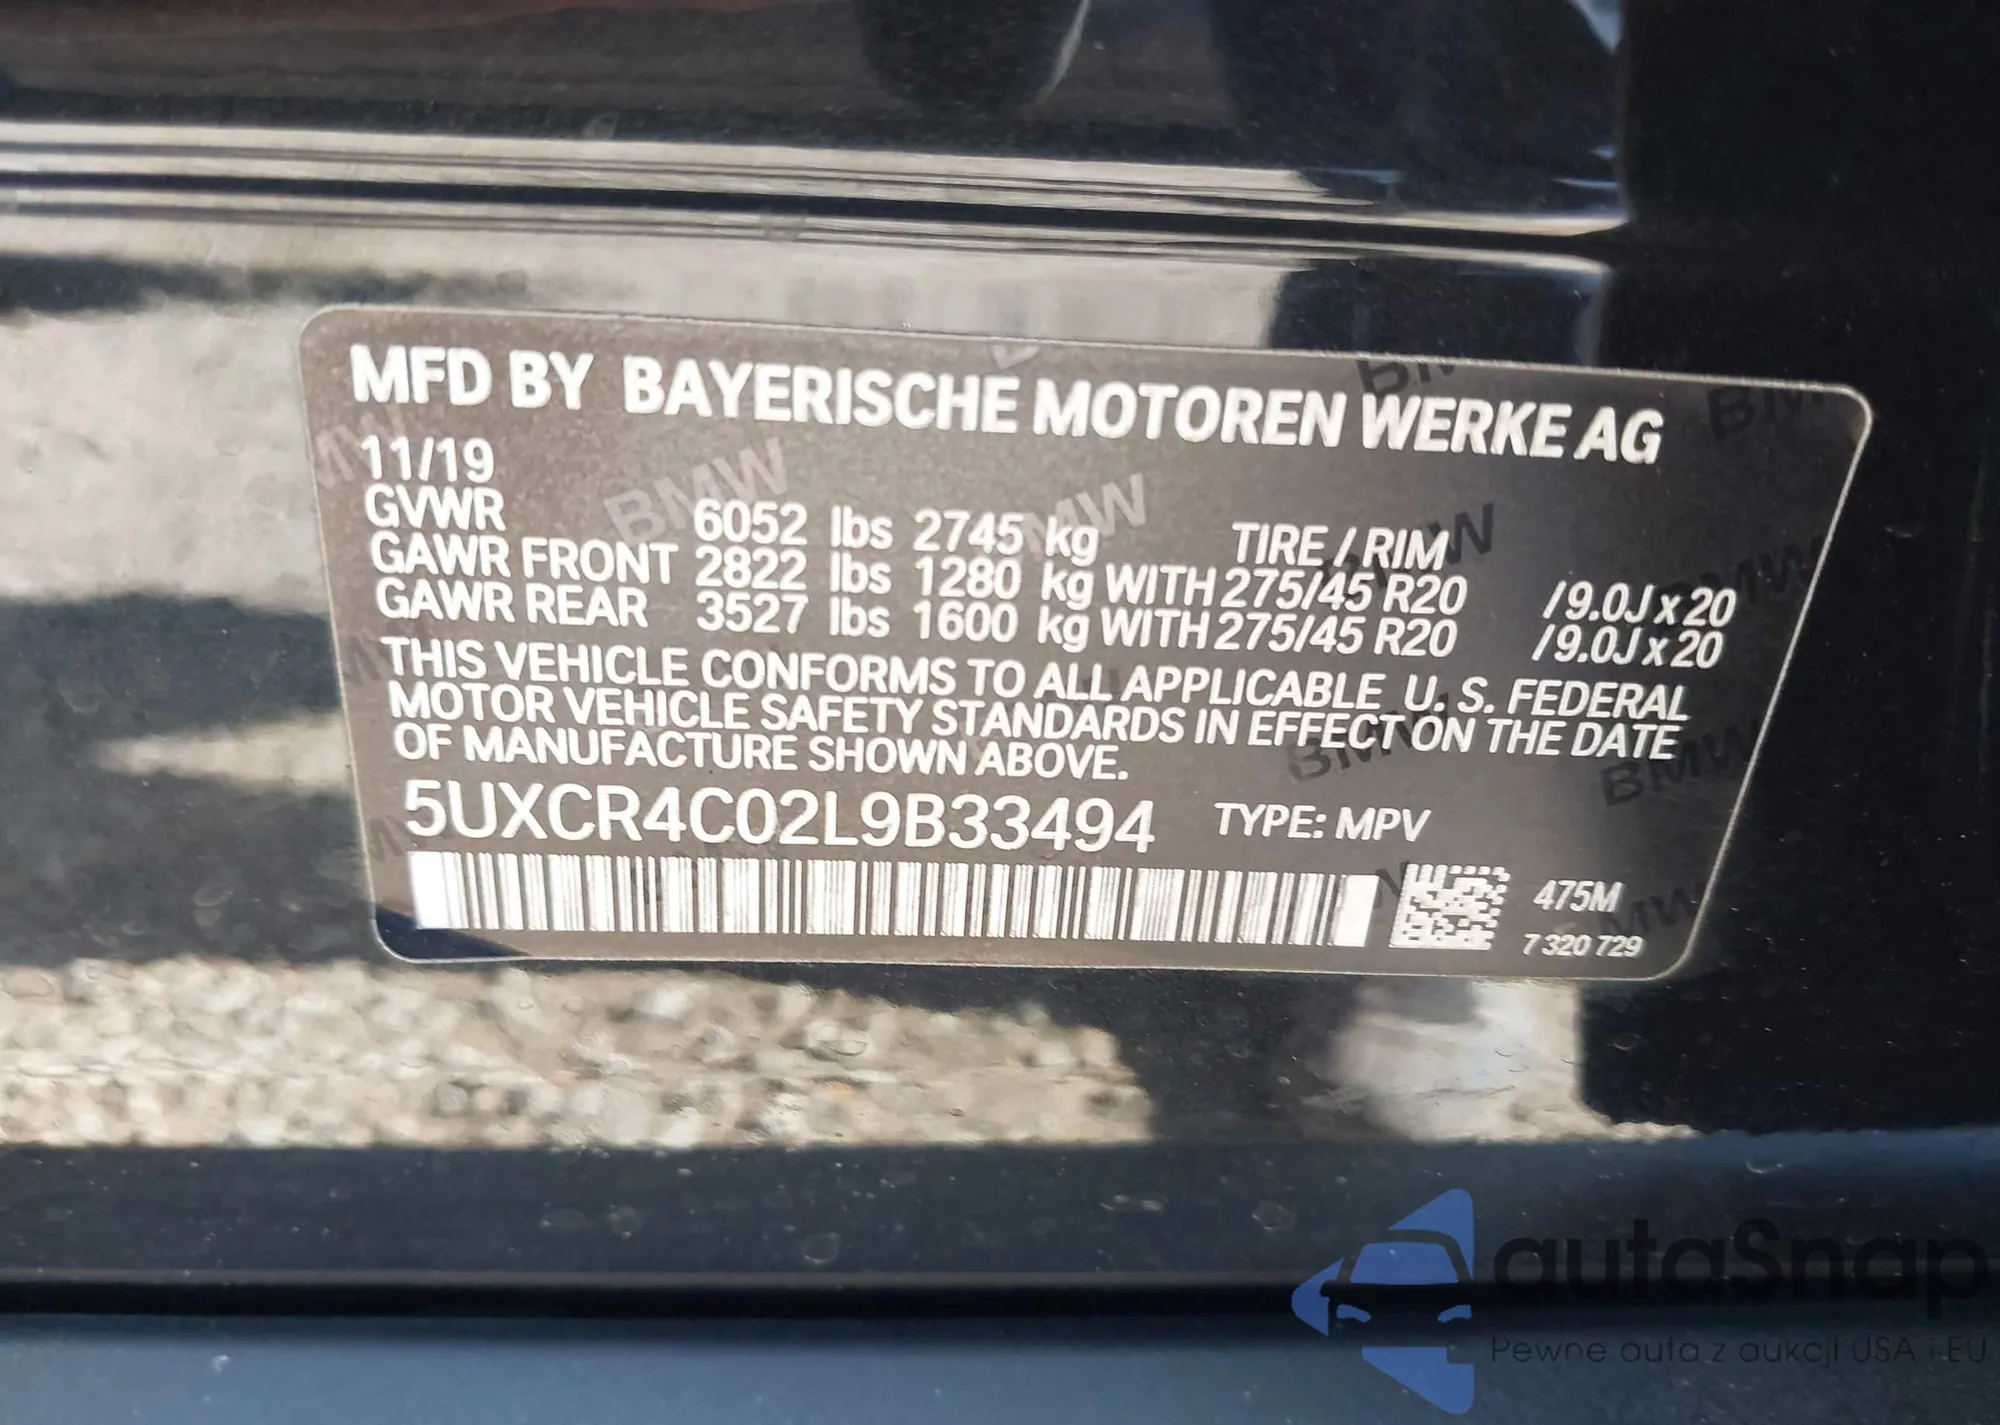 MFD BY BAYERISCHE MOTOREN WERKE AG
11/19
GVWR 6052 lbs 2745 kg TIRE / RIM
GAWR FRONT 2822 lbs 1280 kg WITH 275/45 R20 / 9.0J x 20
GAWR REAR 3527 lbs 1600 kg WITH 275/45 R20 / 9.0J x 20
THIS VEHICLE CONFORMS TO ALL APPLICABLE U. S. FEDERAL
MOTOR VEHICLE SAFETY STANDARDS IN EFFECT ON THE DATE
OF MANUFACTURE SHOWN ABOVE.
5UXCR4C02L9B33494 TYPE: MPV
475M
7 320 729
autaSnap
Pewne auta z aukcji USA i EU